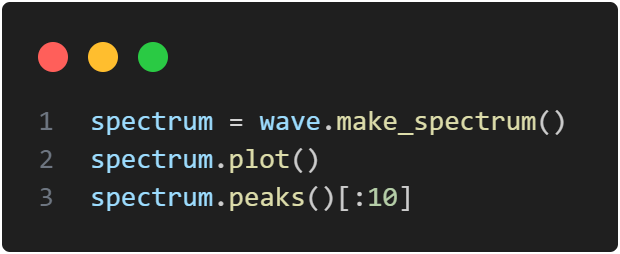 1 spectrum = wave.make_spectrum()
2 spectrum.plot()
3 spectrum.peaks()[:10]